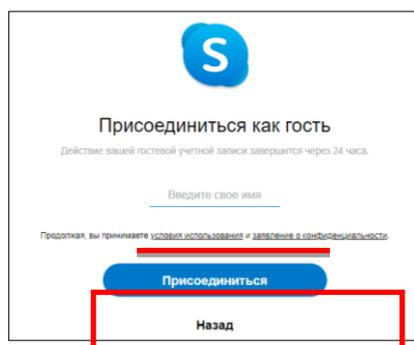 S
Присоединиться как гость
Действие вашей гостевой учетной записи завершится через 24 часа.
Введите свое имя
Продолжая, вы принимаете условия использования и заявление о конфиденциальности.
Присоединиться
Назад